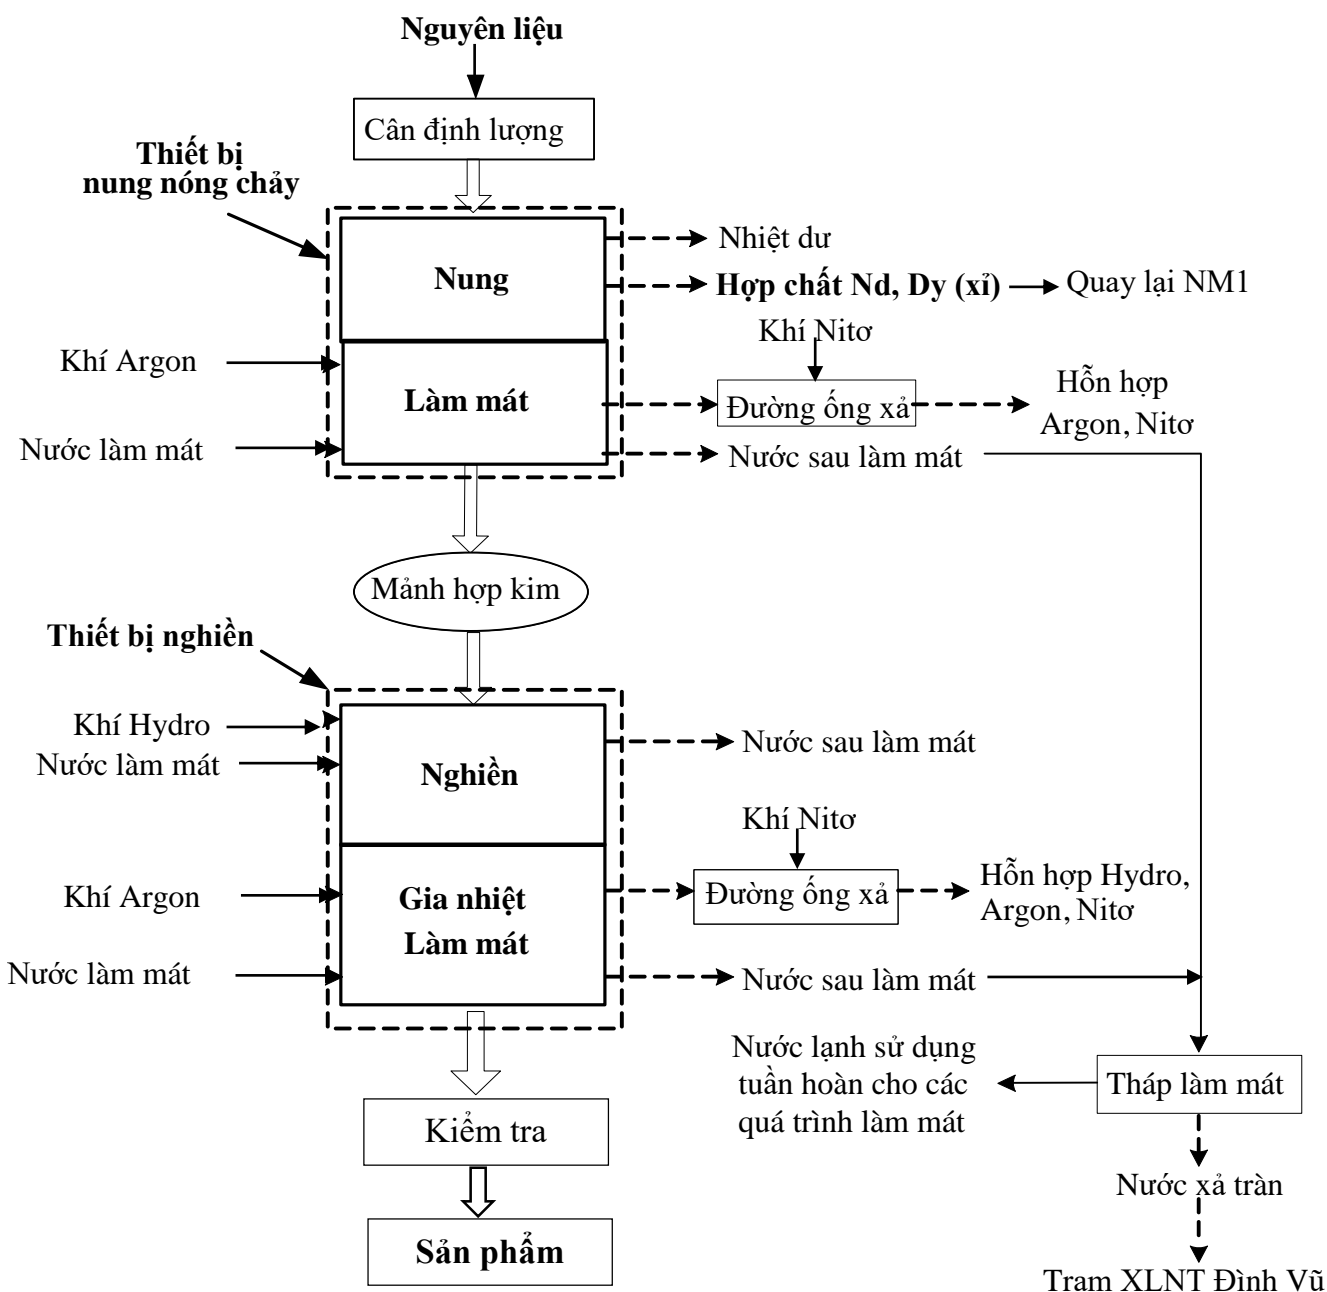 Nguyên liệu
Cân định lượng
Thiết bị
nung nóng chảy
Nung
Nhiệt dư
Hợp chất Nd, Dy (xỉ)
Quay lại NM1
Khí Nitơ
Khí Argon
Làm mát
Đường ống xả
Hỗn hợp
Argon, Nitơ
Nước làm mát
Nước sau làm mát
Mảnh hợp kim
Thiết bị nghiền
Khí Hydro
Nước làm mát
Nghiền
Nước sau làm mát
Khí Nitơ
Khí Argon
Gia nhiệt
Làm mát
Đường ống xả
Hỗn hợp Hydro,
Argon, Nitơ
Nước làm mát
Nước sau làm mát
Nước lạnh sử dụng
tuần hoàn cho các
quá trình làm mát
Tháp làm mát
Kiểm tra
Nước xả tràn
Sản phẩm
Trạm XLNT Đình Vũ